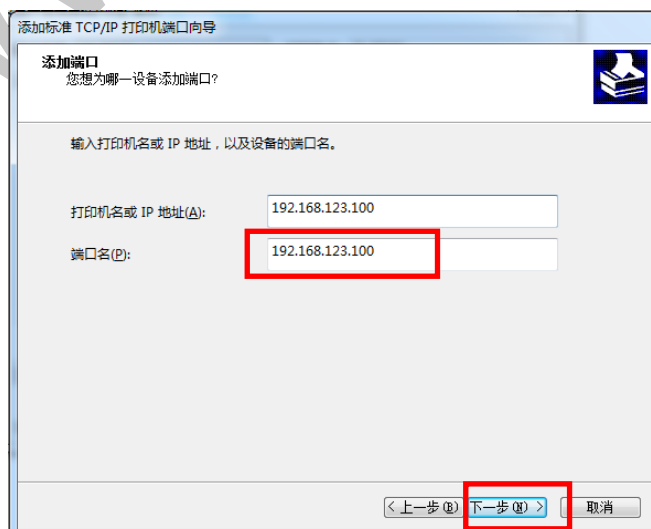 添加标准 TCP/IP 打印机端口向导
添加端口
您想为哪一设备添加端口?
输入打印机名或 IP 地址，以及设备的端口名。
打印机名或 IP 地址(A):
192.168.123.100
端口名(P):
192.168.123.100
< 上一步(B) 下一步(N) > 取消